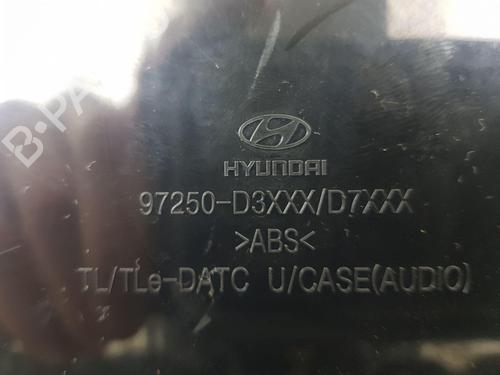 B-PA
HYUNDAI
97250-D3XXX/D7XXX
>ABS<
TL/TLe-DATC U/CASE(AUDIO)